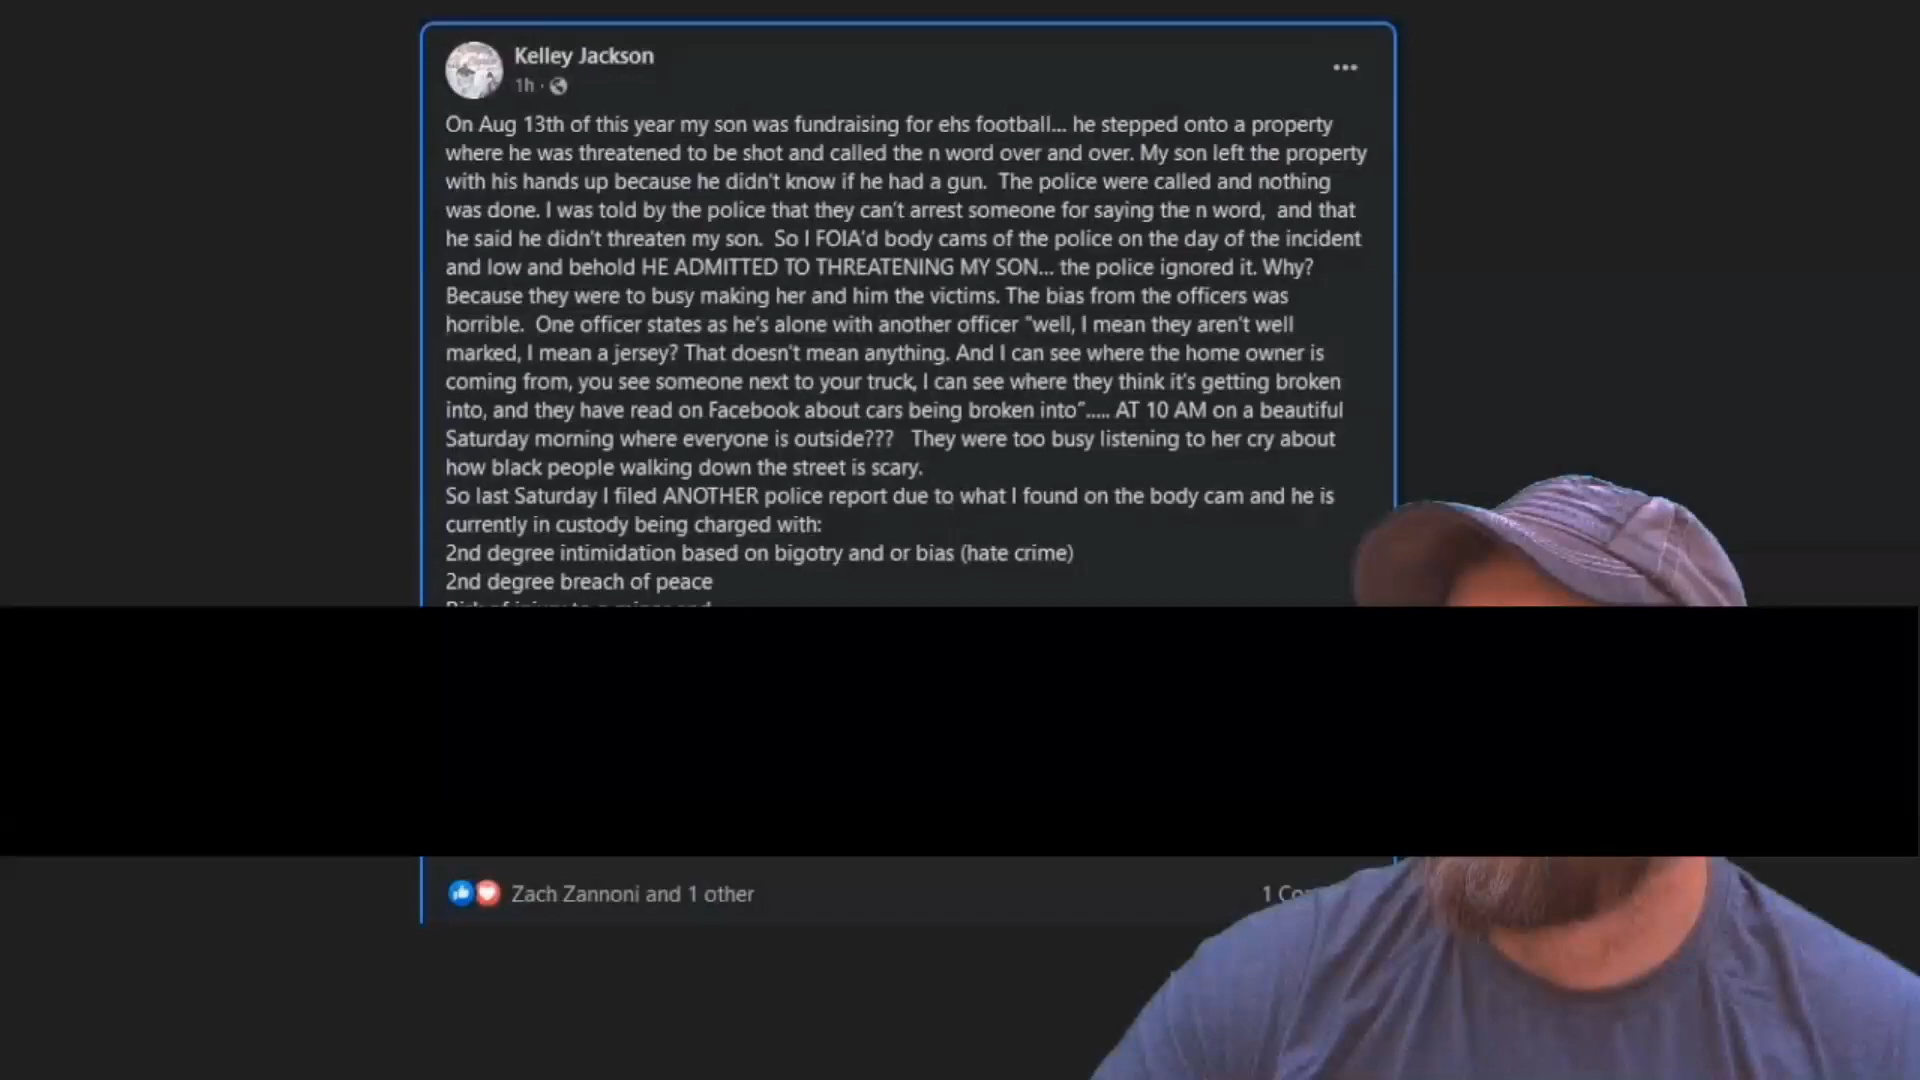 Kelley Jackson
1h ·
On Aug 13th of this year my son was fundraising for ehs football... he stepped onto a property
where he was threatened to be shot and called the n word over and over. My son left the property
with his hands up because he didn't know if he had a gun.  The police were called and nothing
was done. I was told by the police that they can't arrest someone for saying the n word,  and that
he said he didn't threaten my son.  So I FOIA'd body cams of the police on the day of the incident
and low and behold HE ADMITTED TO THREATENING MY SON... the police ignored it. Why?
Because they were to busy making her and him the victims. The bias from the officers was
horrible.  One officer states as he's alone with another officer "well, I mean they aren't well
marked, I mean a jersey? That doesn't mean anything. And I can see where the home owner is
coming from, you see someone next to your truck, I can see where they think it's getting broken
into, and they have read on Facebook about cars being broken into"..... AT 10 AM on a beautiful
Saturday morning where everyone is outside???   They were too busy listening to her cry about
how black people walking down the street is scary.
So last Saturday I filed ANOTHER police report due to what I found on the body cam and he is
currently in custody being charged with:
2nd degree intimidation based on bigotry and or bias (hate crime)
2nd degree breach of peace
Zach Zannoni and 1 other
1